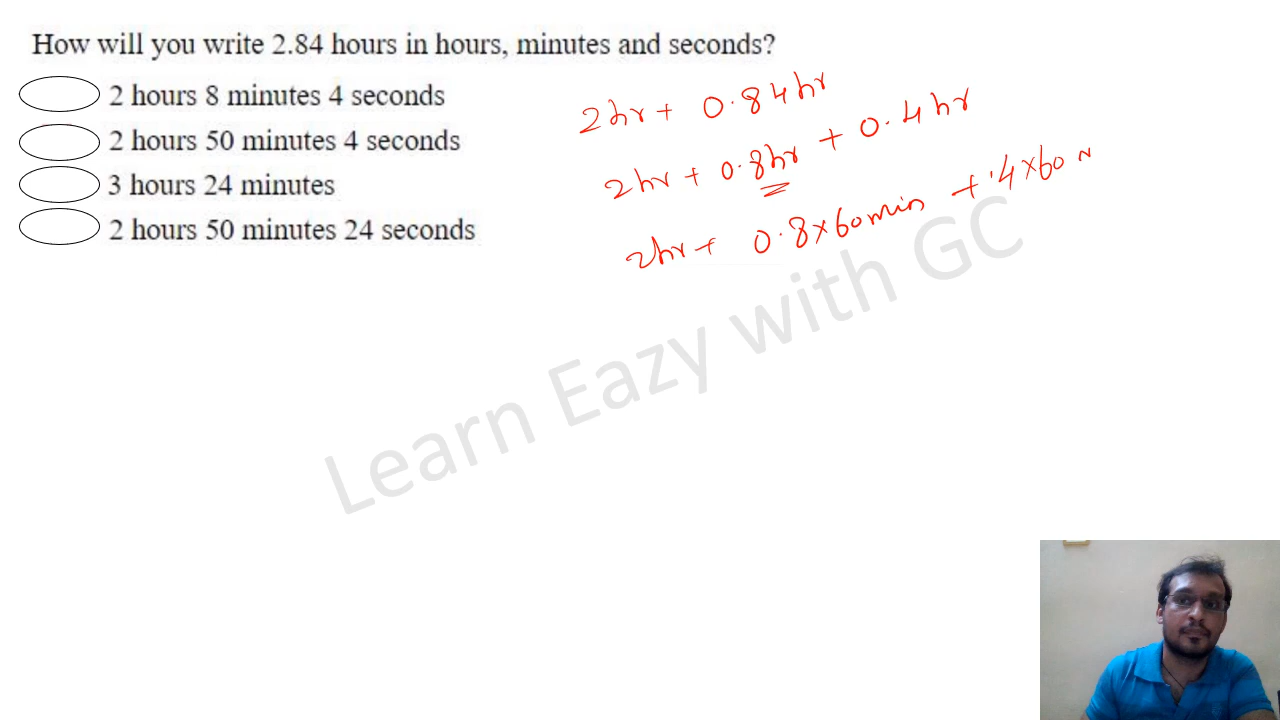 How will you write 2.84 hours in hours, minutes and seconds?
2 hours 8 minutes 4 seconds
2 hours 50 minutes 4 seconds
3 hours 24 minutes
2 hours 50 minutes 24 seconds
2hr + 0.84hr
2hr + 0.8hr + 0.4hr
2hr + 0.8×60min + .4×60
Learn Eazy with GC